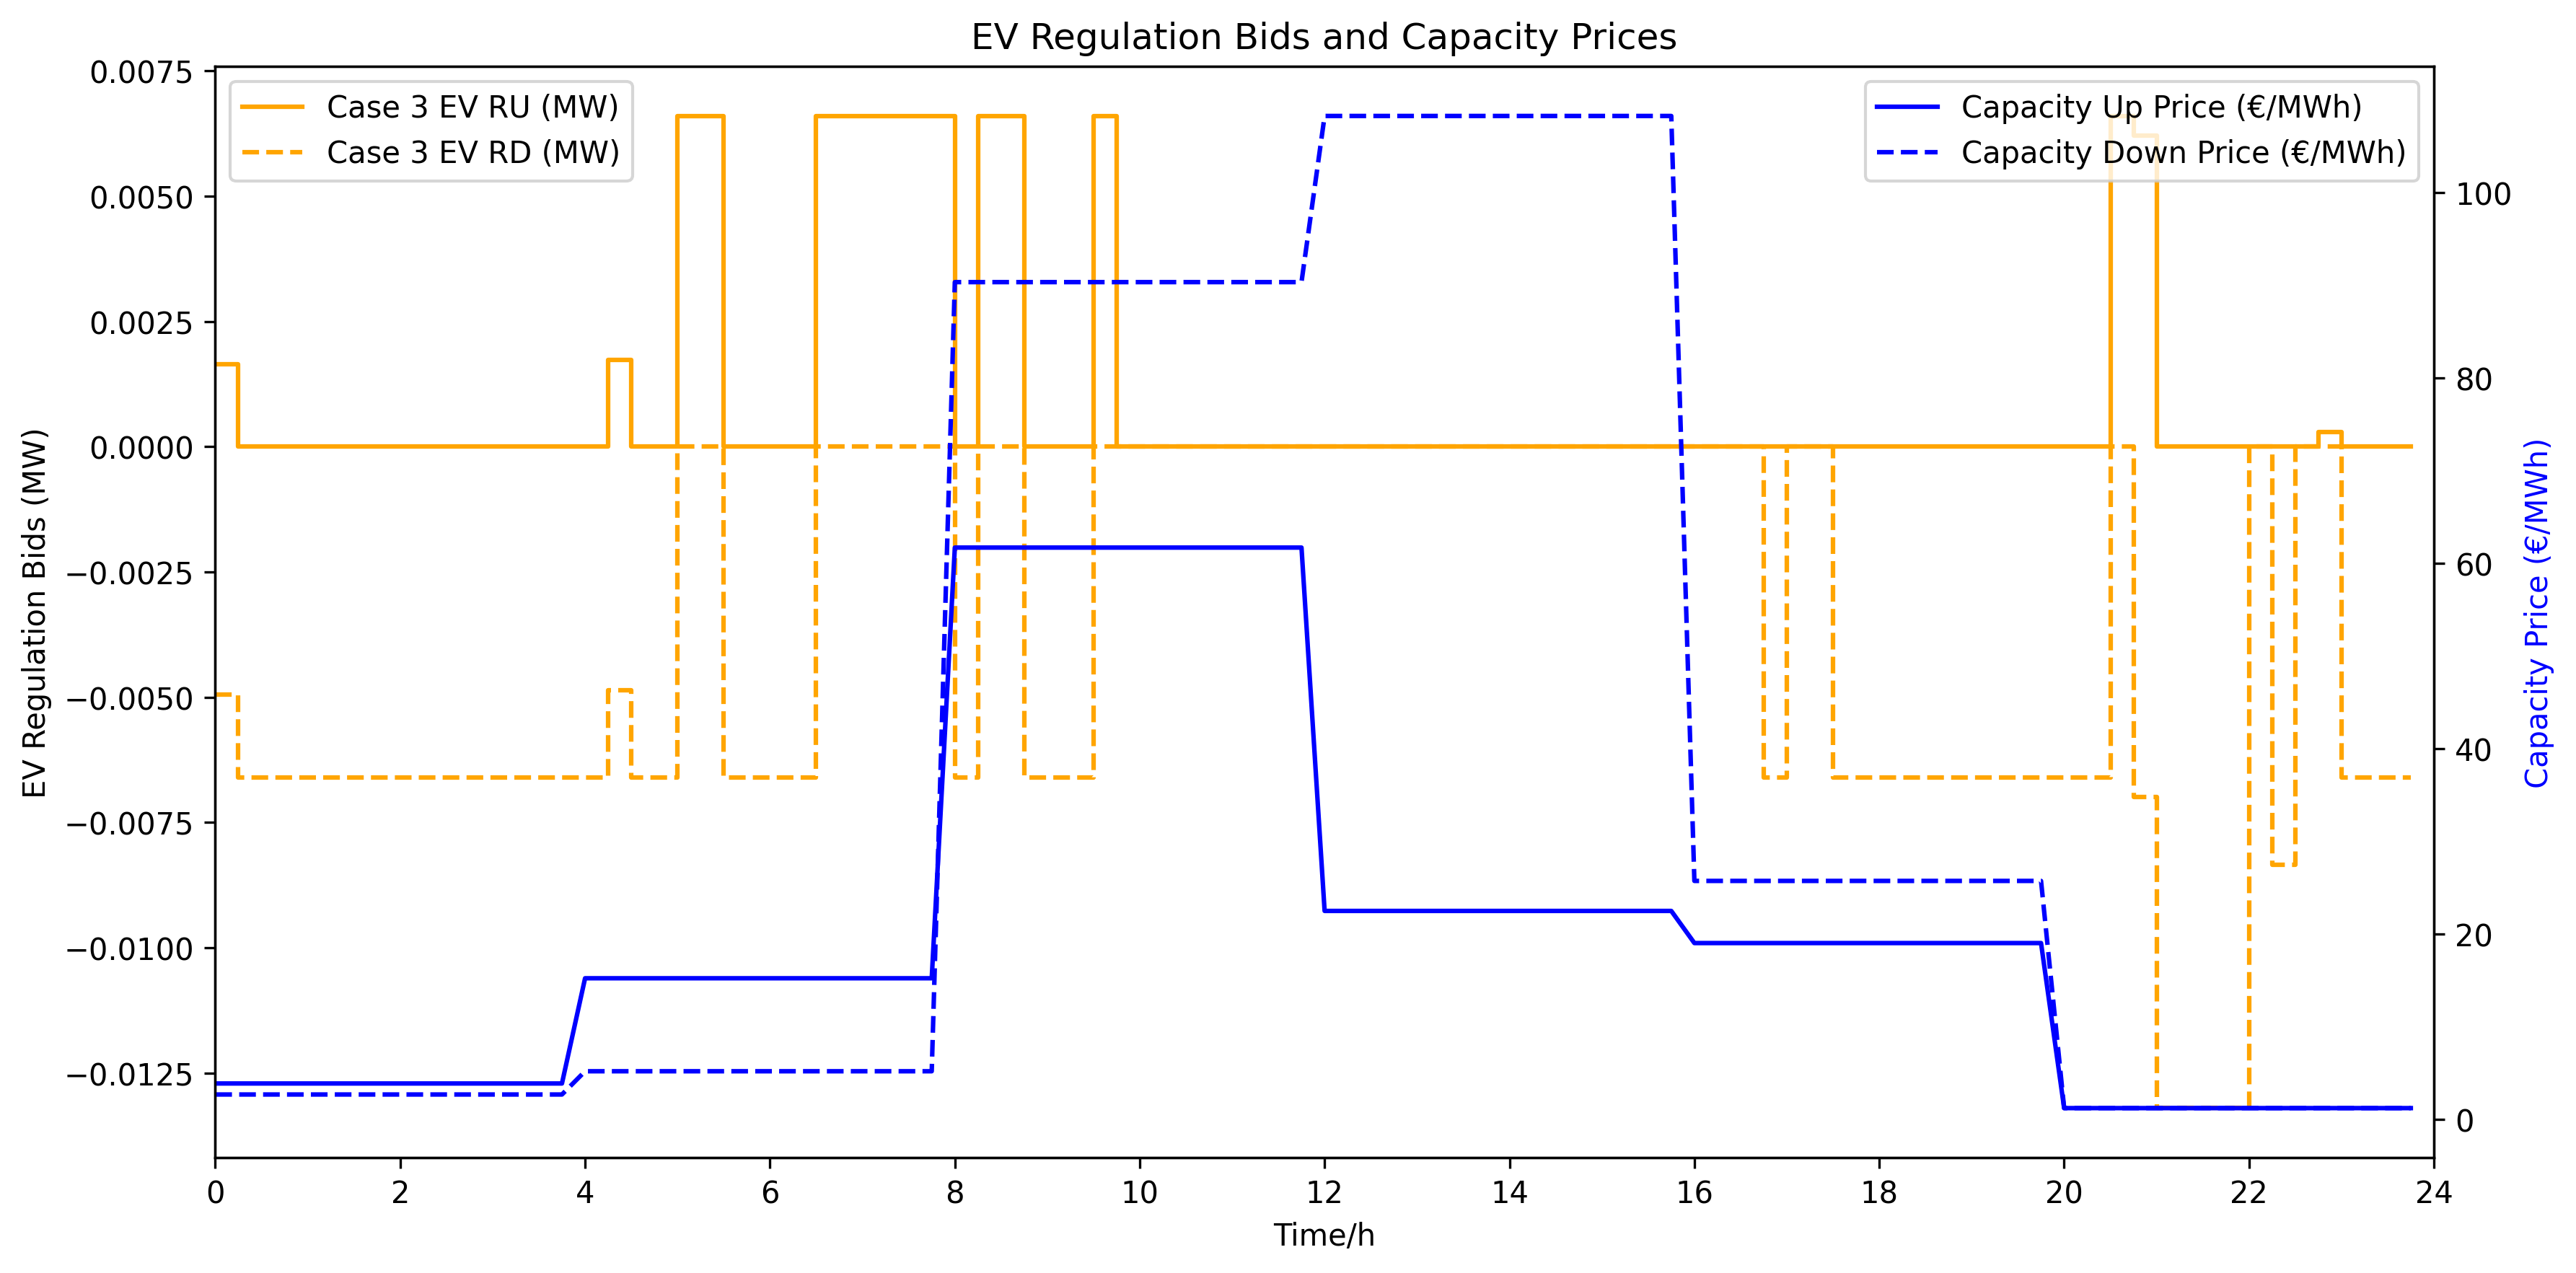 EV Regulation Bids and Capacity Prices
Case 3 EV RU (MW)
Case 3 EV RD (MW)
Capacity Up Price (€/MWh)
Capacity Down Price (€/MWh)
EV Regulation Bids (MW)
0.0075
0.0050
0.0025
0.0000
−0.0025
−0.0050
−0.0075
−0.0100
−0.0125
100
80
60
40
20
0
Capacity Price (€/MWh)
0 2 4 6 8 10 12 14 16 18 20 22 24
Time/h